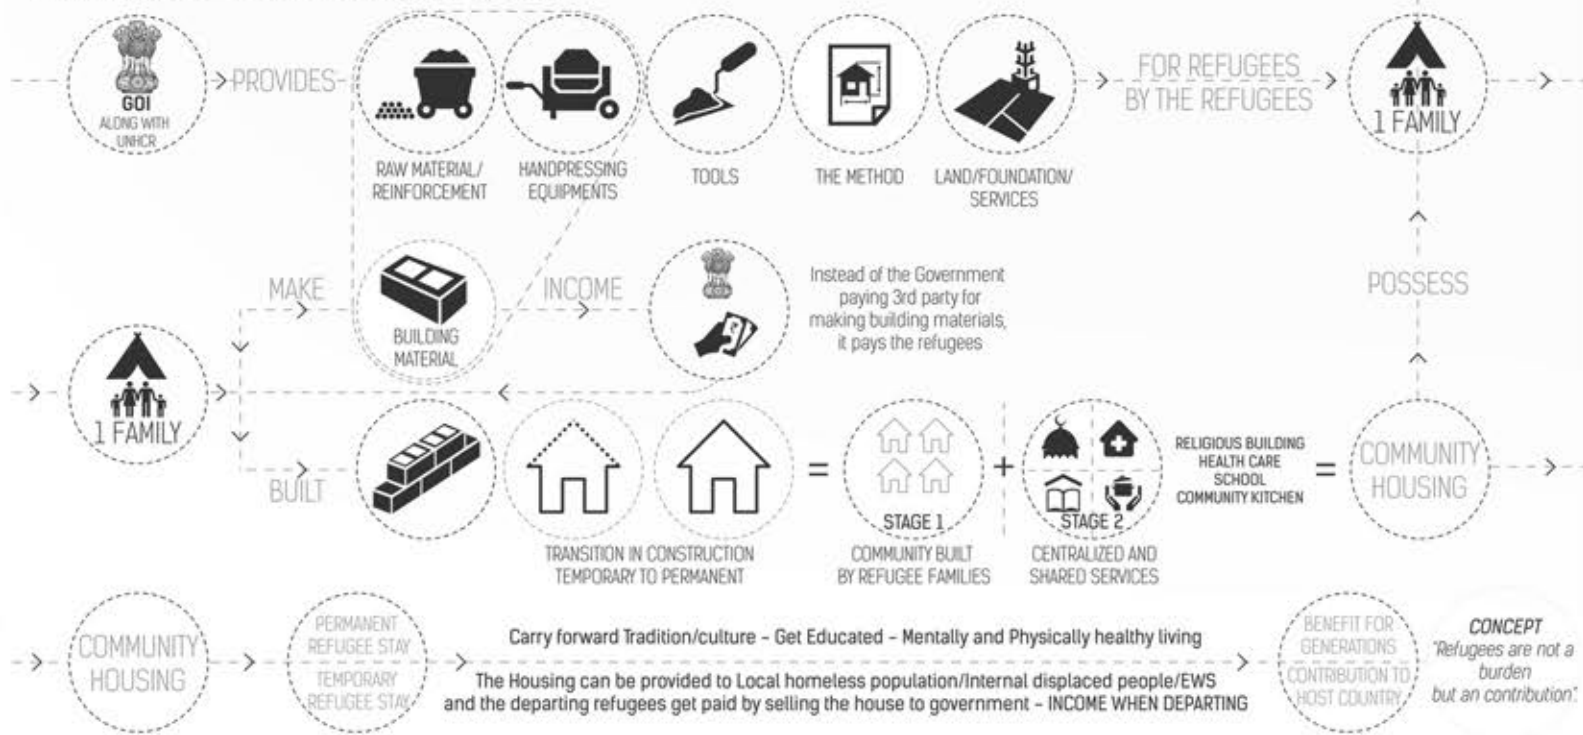 GOI
ALONG WITH
UNHCR
PROVIDES
RAW MATERIAL/
REINFORCEMENT
HANDPRESSING
EQUIPMENTS
TOOLS
THE METHOD
LAND/FOUNDATION/
SERVICES
FOR REFUGEES
BY THE REFUGEES
1 FAMILY
MAKE
BUILDING
MATERIAL
INCOME
₹
Instead of the Government
paying 3rd party for
making building materials,
it pays the refugees
POSSESS
1 FAMILY
BUILT
TRANSITION IN CONSTRUCTION
TEMPORARY TO PERMANENT
=
STAGE 1
COMMUNITY BUILT
BY REFUGEE FAMILIES
+
STAGE 2
CENTRALIZED AND
SHARED SERVICES
RELIGIOUS BUILDING
HEALTH CARE
SCHOOL
COMMUNITY KITCHEN
=
COMMUNITY
HOUSING
COMMUNITY
HOUSING
PERMANENT
REFUGEE STAY
TEMPORARY
REFUGEE STAY
Carry forward Tradition/culture - Get Educated - Mentally and Physically healthy living
The Housing can be provided to Local homeless population/Internal displaced people/EWS
and the departing refugees get paid by selling the house to government - INCOME WHEN DEPARTING
BENEFIT FOR
GENERATIONS
CONTRIBUTION TO
HOST COUNTRY
CONCEPT
"Refugees are not a
burden
but an contribution".